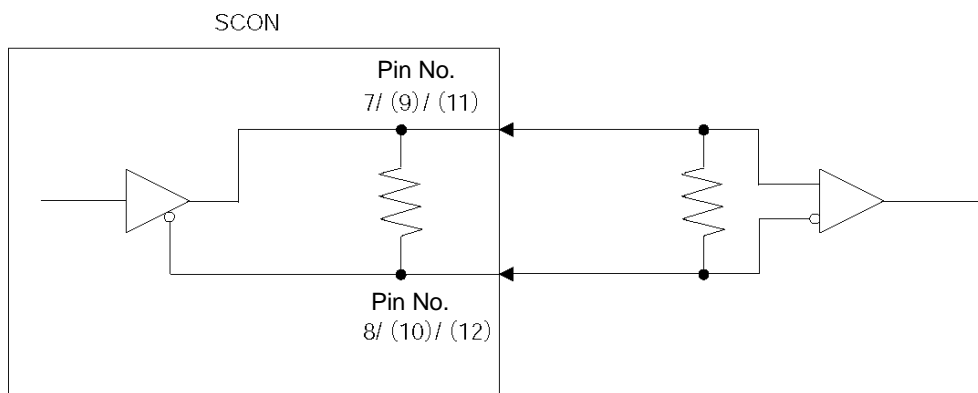 SCON
Pin No.
7/ (9)/ (11)
Pin No.
8/ (10)/ (12)